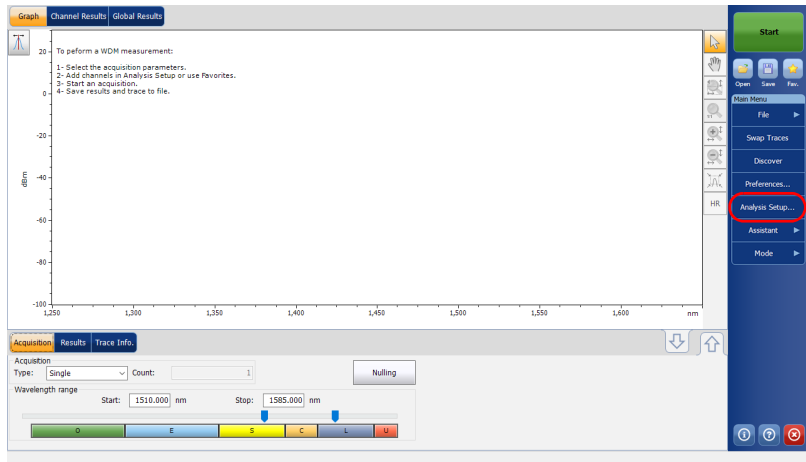 Graph Channel Results Global Results
Start
To peform a WDM measurement:
1- Select the acquisition parameters.
2- Add channels in Analysis Setup or use Favorites.
3- Start an acquisition.
4- Save results and trace to file.
20
0
-20
-40
-60
-80
-100
dBm
1,250 1,300 1,350 1,400 1,450 1,500 1,550 1,600 nm
HR
Open Save Fav.
Main Menu
File
Swap Traces
Discover
Preferences...
Analysis Setup...
Assistant
Mode
Acquisition Results Trace Info.
Acquisition
Type: Single Count: 1 Nulling
Wavelength range
Start: 1510.000 nm Stop: 1585.000 nm
O E S C L U